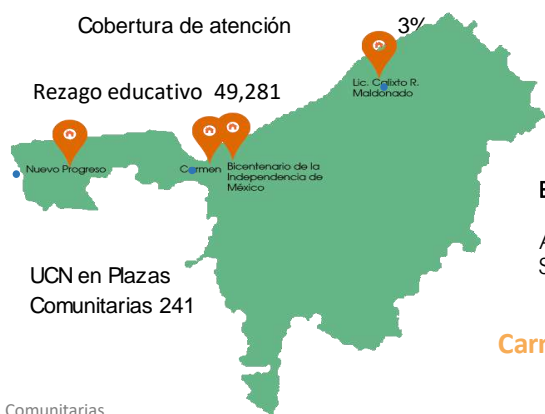 Cobertura de atención 3%
Lic. Calixto R.
Maldonado
Rezago educativo 49,281
Nuevo Progreso
Carmen
Bicentenario de la
Independencia de
México
UCN en Plazas
Comunitarias 241
Comunitarias